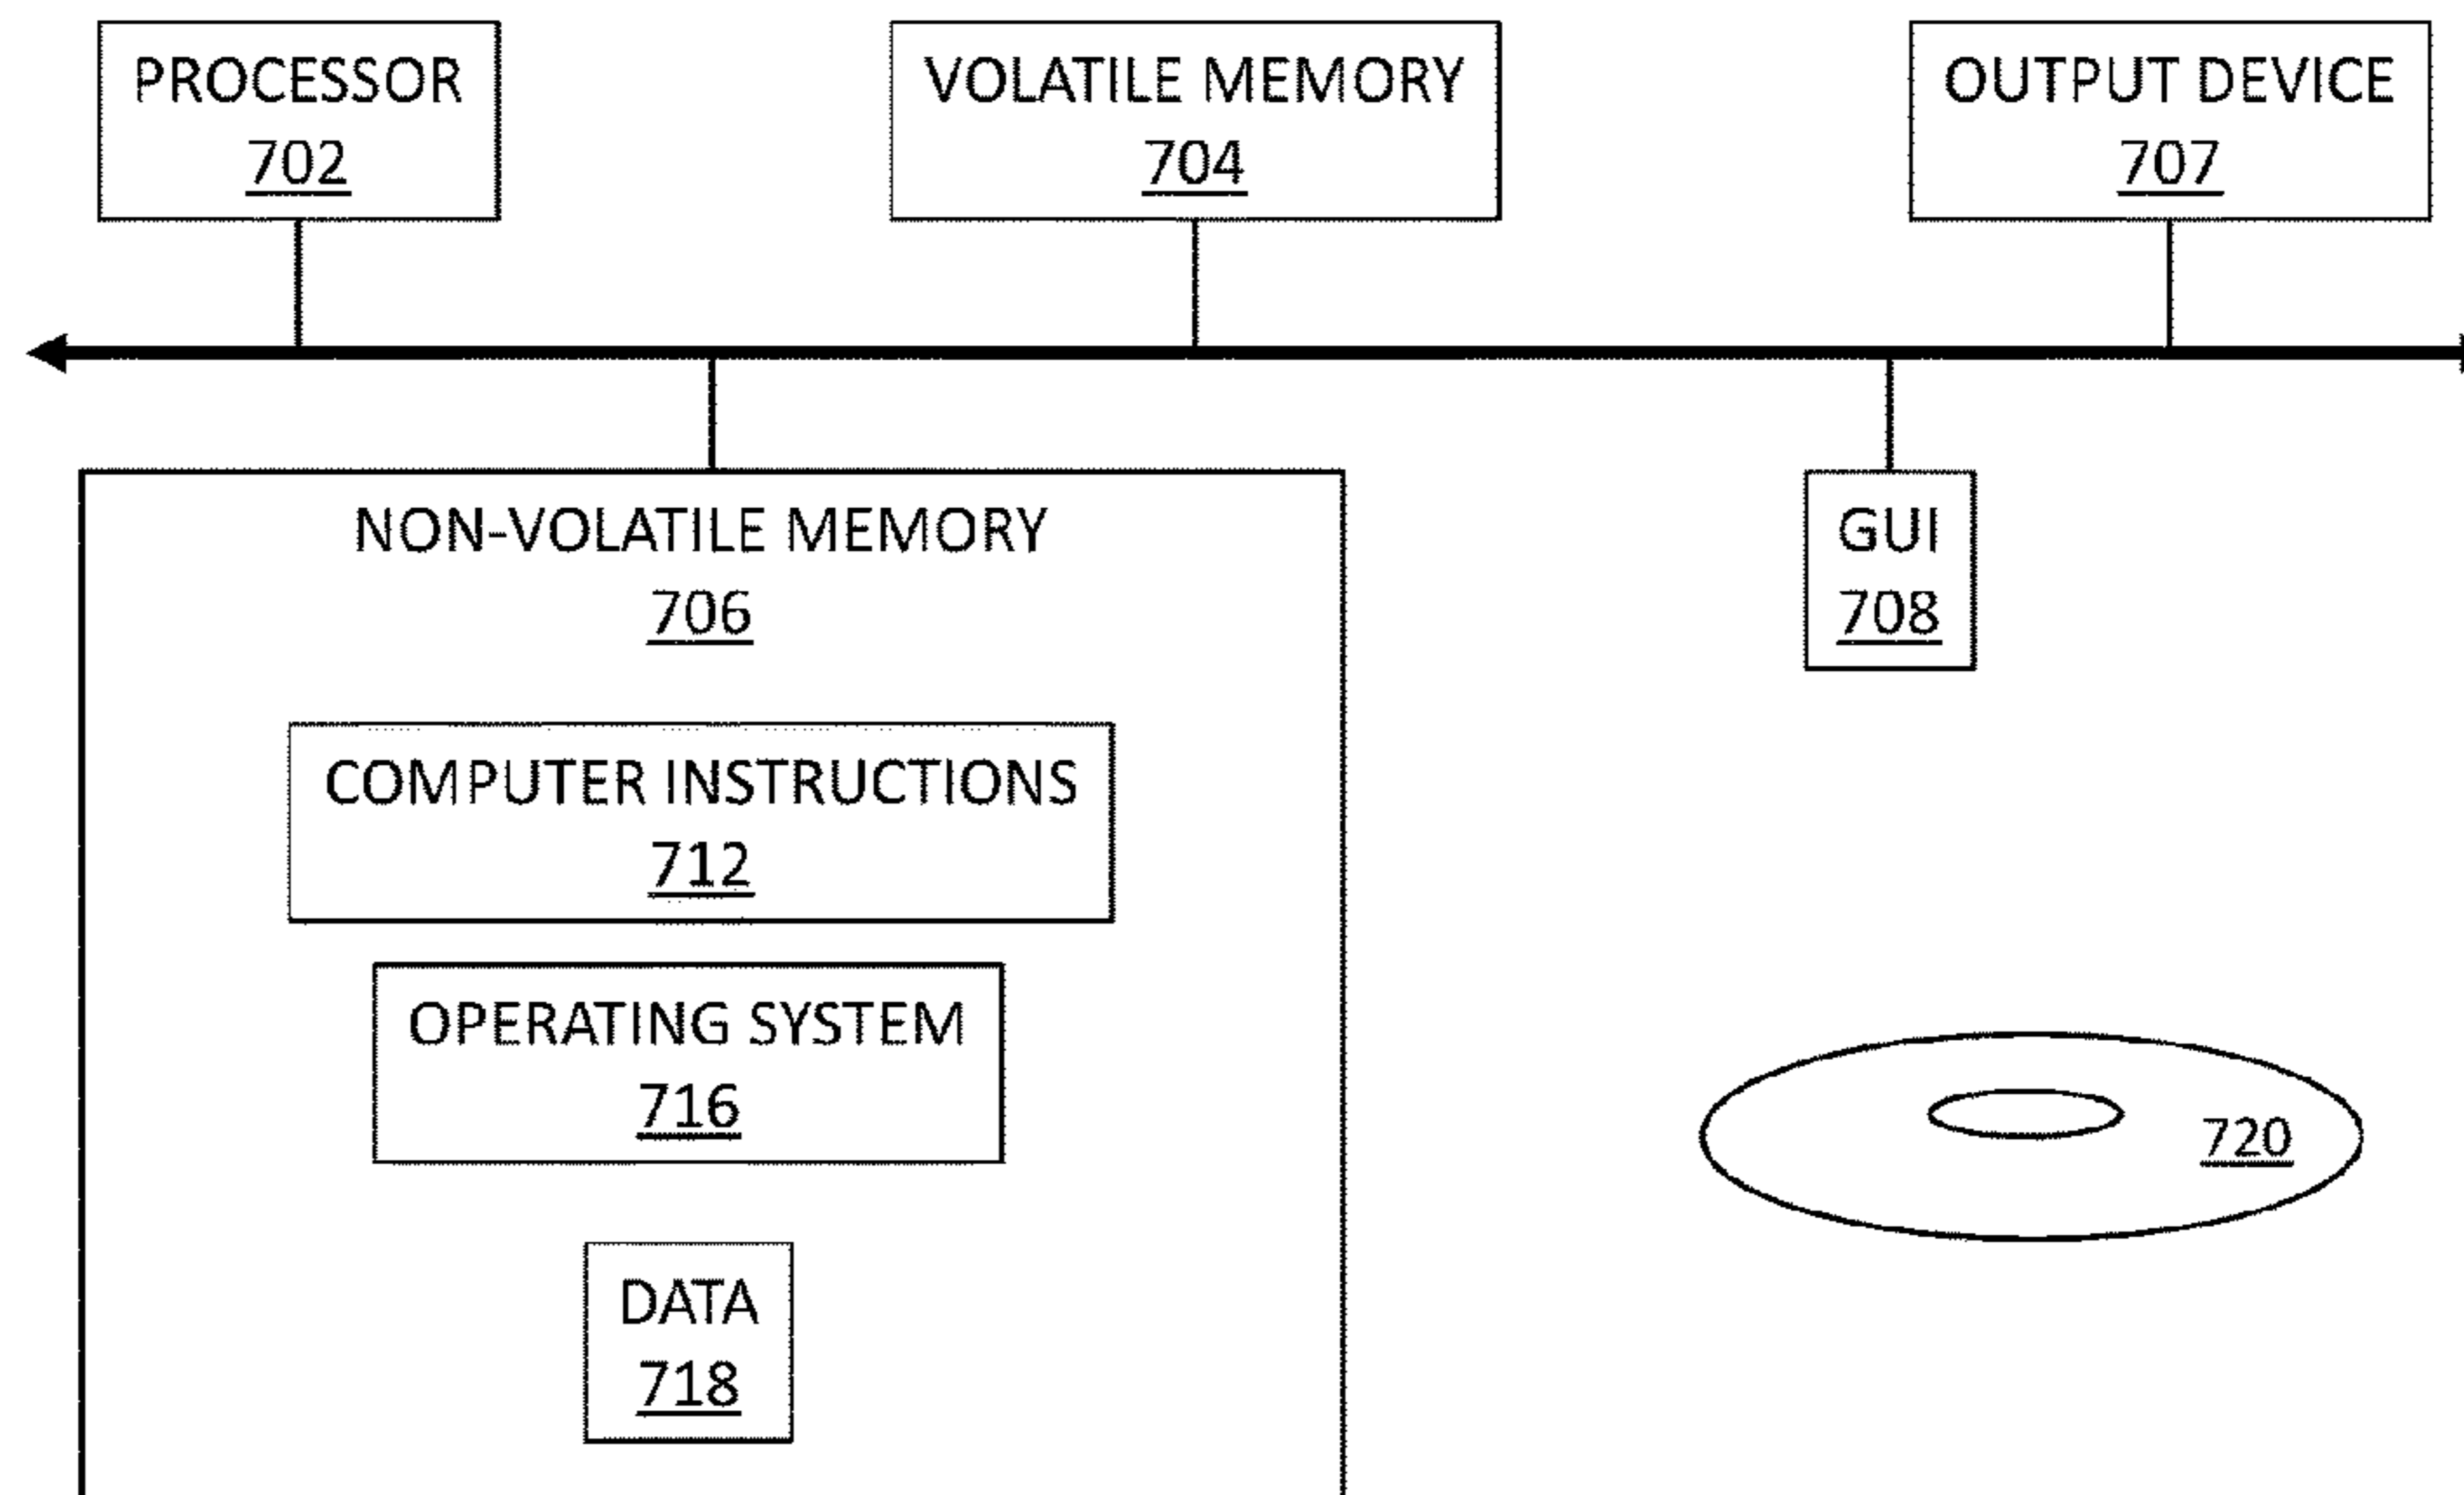 PROCESSOR
702
VOLATILE MEMORY
704
OUTPUT DEVICE
707
NON-VOLATILE MEMORY
706
GUI
708
COMPUTER INSTRUCTIONS
712
OPERATING SYSTEM
716
720
DATA
718